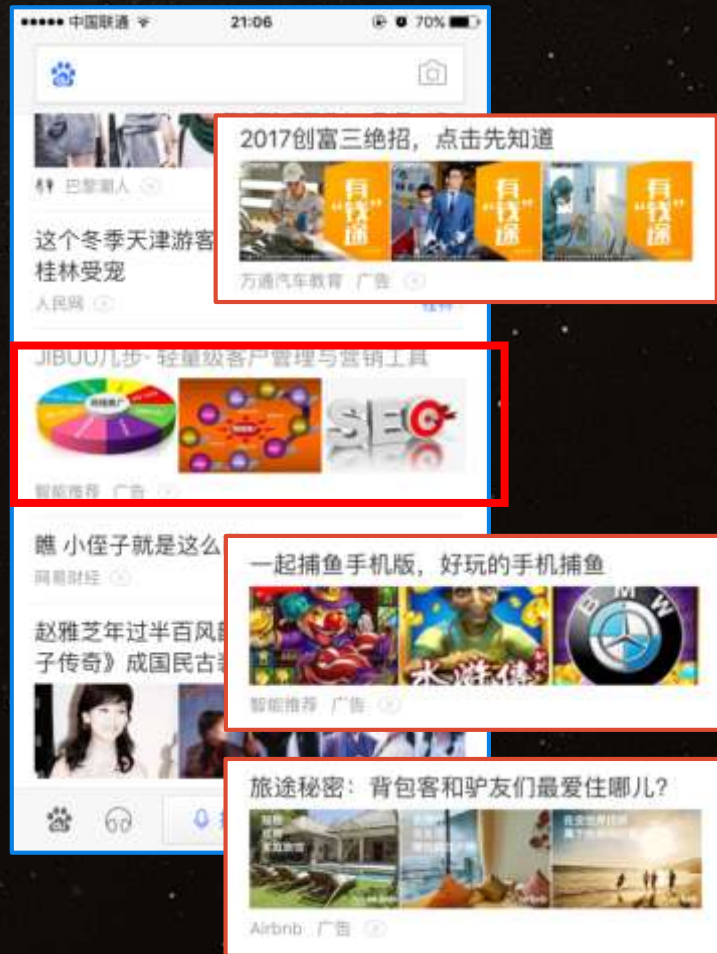 中国联通
21:06
70%
巴黎潮人
这个冬季天津游客
桂林受宠
人民网
2017创富三绝招，点击先知道
有
"钱"
途
有
"钱"
途
有
"钱"
途
万通汽车教育 广告
JIBUU几步-轻量级客户管理与营销工具
SEO
智能推荐 广告
瞧 小侄子就是这么
网易财经
一起捕鱼手机版，好玩的手机捕鱼
水浒传
BMW
智能推荐 广告
赵雅芝年过半百风
子传奇》成国民古
旅途秘密：背包客和驴友们最爱住哪儿？
Airbnb 广告